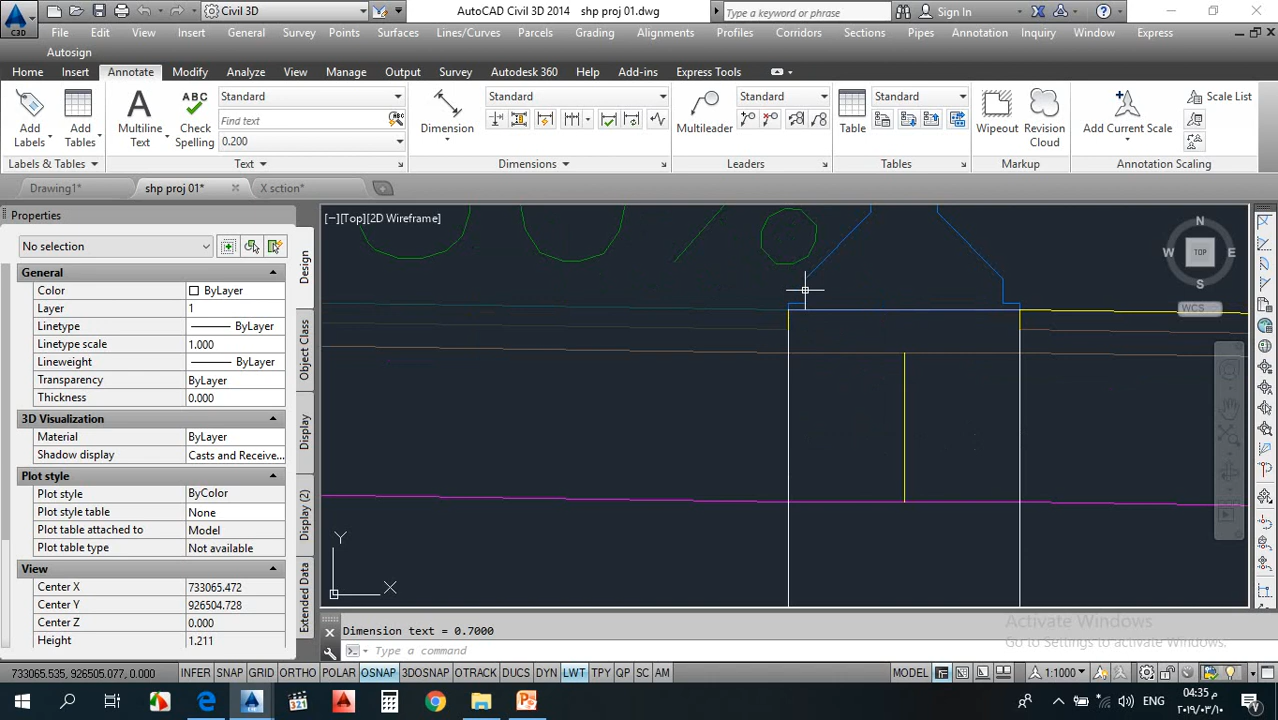 Civil 3D
AutoCAD Civil 3D 2014 shp proj 01.dwg
Type a keyword or phrase
Sign In
C3D
File Edit View Insert General Survey Points Surfaces Lines/Curves Parcels Grading Alignments Profiles Corridors Sections Pipes Annotation Inquiry Window Express
Autosign
Home Insert Annotate Modify Analyze View Manage Output Survey Autodesk 360 Help Add-ins Express Tools
Add Labels
Add Tables
Multiline Text
ABC Check Spelling
Standard
Find text
0.200
Dimension
Standard
Multileader
Standard
Table
Standard
Wipeout
Revision Cloud
Add Current Scale
Scale List
Labels & Tables
Text
Dimensions
Leaders
Tables
Markup
Annotation Scaling
Drawing1*
shp proj 01*
X sction*
Properties
No selection
General
Color ByLayer
Layer 1
Linetype ByLayer
Linetype scale 1.000
Lineweight ByLayer
Transparency ByLayer
Thickness 0.000
3D Visualization
Material ByLayer
Shadow display Casts and Receive...
Plot style
Plot style ByColor
Plot style table None
Plot table attached to Model
Plot table type Not available
View
Center X 733065.472
Center Y 926504.728
Center Z 0.000
Height 1.211
Design
Object Class
Display
Display (2)
Extended Data
[−][Top][2D Wireframe]
N
W TOP E
S
WCS
Y
X
Activate Windows
Go to Settings to activate Windows.
Dimension text = 0.7000
Type a command
733065.535, 926505.077, 0.000 INFER SNAP GRID ORTHO POLAR OSNAP 3DOSNAP OTRACK DUCS DYN LWT TPY QP SC AM MODEL 1:1000
321
ENG
04:35 م
٢٠١٩/٠٣/١٠